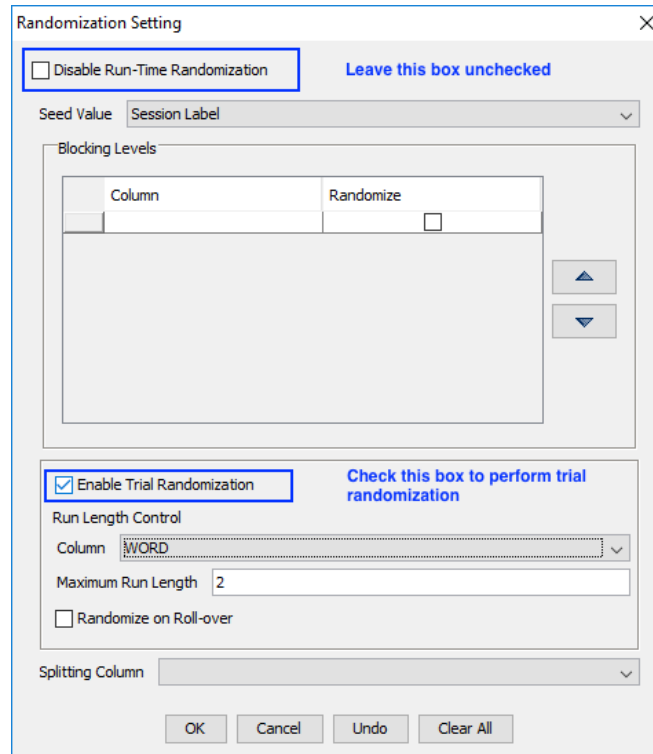 Randomization Setting
Disable Run-Time Randomization
Leave this box unchecked
Seed Value Session Label
Blocking Levels
Column Randomize
Enable Trial Randomization
Check this box to perform trial
randomization
Run Length Control
Column WORD
Maximum Run Length 2
Randomize on Roll-over
Splitting Column
OK Cancel Undo Clear All